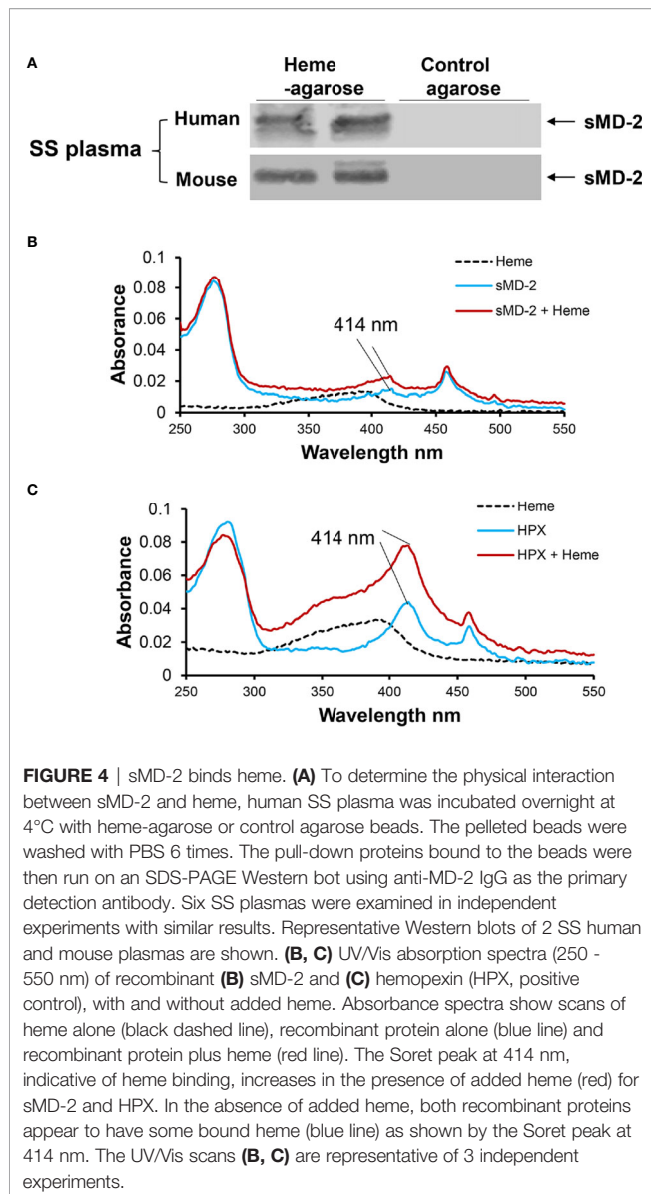 A
Heme
-agarose
Control
agarose
SS plasma
Human
sMD-2
Mouse
sMD-2
B
0.1
0.08
0.06
0.04
0.02
0
Absorance
Heme
sMD-2
sMD-2 + Heme
414 nm
250 300 350 400 450 500 550
Wavelength nm
C
0.1
0.08
0.06
0.04
0.02
0
Absorbance
Heme
HPX
HPX + Heme
414 nm
250 300 350 400 450 500 550
Wavelength nm
FIGURE 4 | sMD-2 binds heme. (A) To determine the physical interaction
between sMD-2 and heme, human SS plasma was incubated overnight at
4°C with heme-agarose or control agarose beads. The pelleted beads were
washed with PBS 6 times. The pull-down proteins bound to the beads were
then run on an SDS-PAGE Western bot using anti-MD-2 IgG as the primary
detection antibody. Six SS plasmas were examined in independent
experiments with similar results. Representative Western blots of 2 SS human
and mouse plasmas are shown. (B, C) UV/Vis absorption spectra (250 -
550 nm) of recombinant (B) sMD-2 and (C) hemopexin (HPX, positive
control), with and without added heme. Absorbance spectra show scans of
heme alone (black dashed line), recombinant protein alone (blue line) and
recombinant protein plus heme (red line). The Soret peak at 414 nm,
indicative of heme binding, increases in the presence of added heme (red) for
sMD-2 and HPX. In the absence of added heme, both recombinant proteins
appear to have some bound heme (blue line) as shown by the Soret peak at
414 nm. The UV/Vis scans (B, C) are representative of 3 independent
experiments.